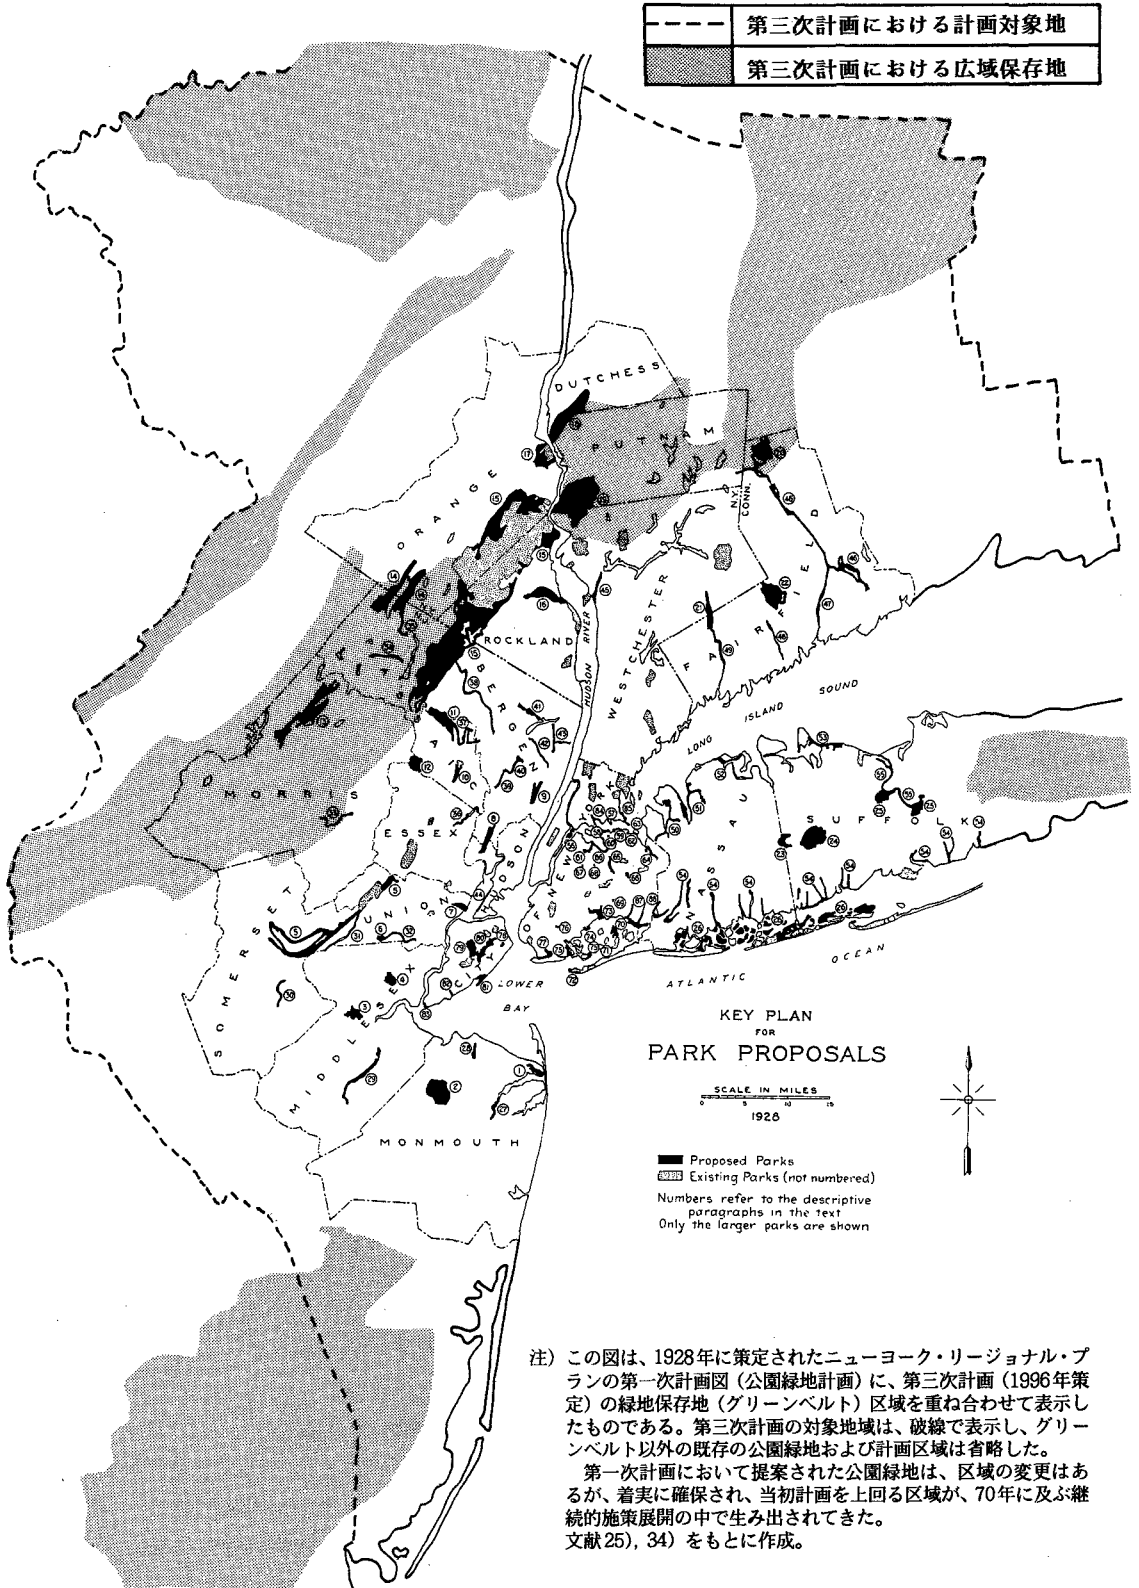 第三次計画における計画対象地
第三次計画における広域保存地
DUTCHESS
PUTNAM
ORANGE
N.Y.
CONN.
ROCKLAND
HUDSON RIVER
WESTCHESTER
FAIRFIELD
BERGEN
LONG ISLAND SOUND
MORRIS
ESSEX
HUDSON
NASSAU
SUFFOLK
UNION
SOMERSET
CITY OF NEW YORK
MIDDLESEX
LOWER
BAY
ATLANTIC OCEAN
MONMOUTH
KEY PLAN
FOR
PARK PROPOSALS
SCALE IN MILES
0 5 10 15
1928
Proposed Parks
Existing Parks (not numbered)
Numbers refer to the descriptive
paragraphs in the text
Only the larger parks are shown
注) この図は、1928年に策定されたニューヨーク・リージョナル・プ
ランの第一次計画図(公園緑地計画)に、第三次計画(1996年策
定)の緑地保存地(グリーンベルト)区域を重ね合わせて表示し
たものである。第三次計画の対象地域は、破線で表示し、グリー
ンベルト以外の既存の公園緑地および計画区域は省略した。
第一次計画において提案された公園緑地は、区域の変更はあ
るが、着実に確保され、当初計画を上回る区域が、70年に及ぶ継
続的施策展開の中で生み出されてきた。
文献25), 34) をもとに作成。